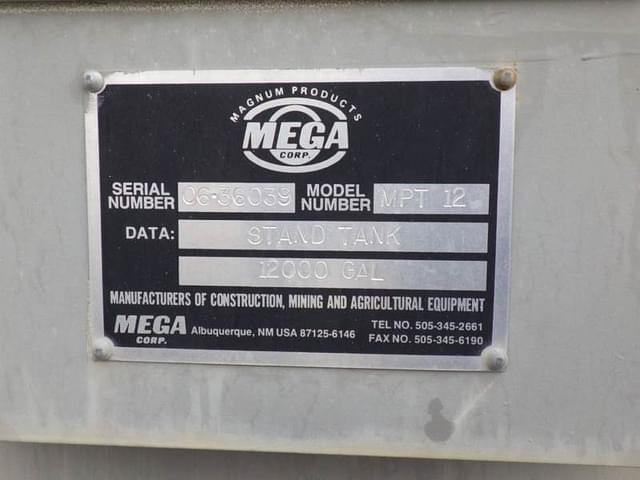 MAGNUM PRODUCTS
MEGA
CORP.
SERIAL NUMBER 06-36039 MODEL NUMBER MPT 12
DATA: STAND TANK
12000 GAL
MANUFACTURERS OF CONSTRUCTION, MINING AND AGRICULTURAL EQUIPMENT
MEGA CORP. Albuquerque, NM USA 87125-6146
TEL NO. 505-345-2661
FAX NO. 505-345-6190